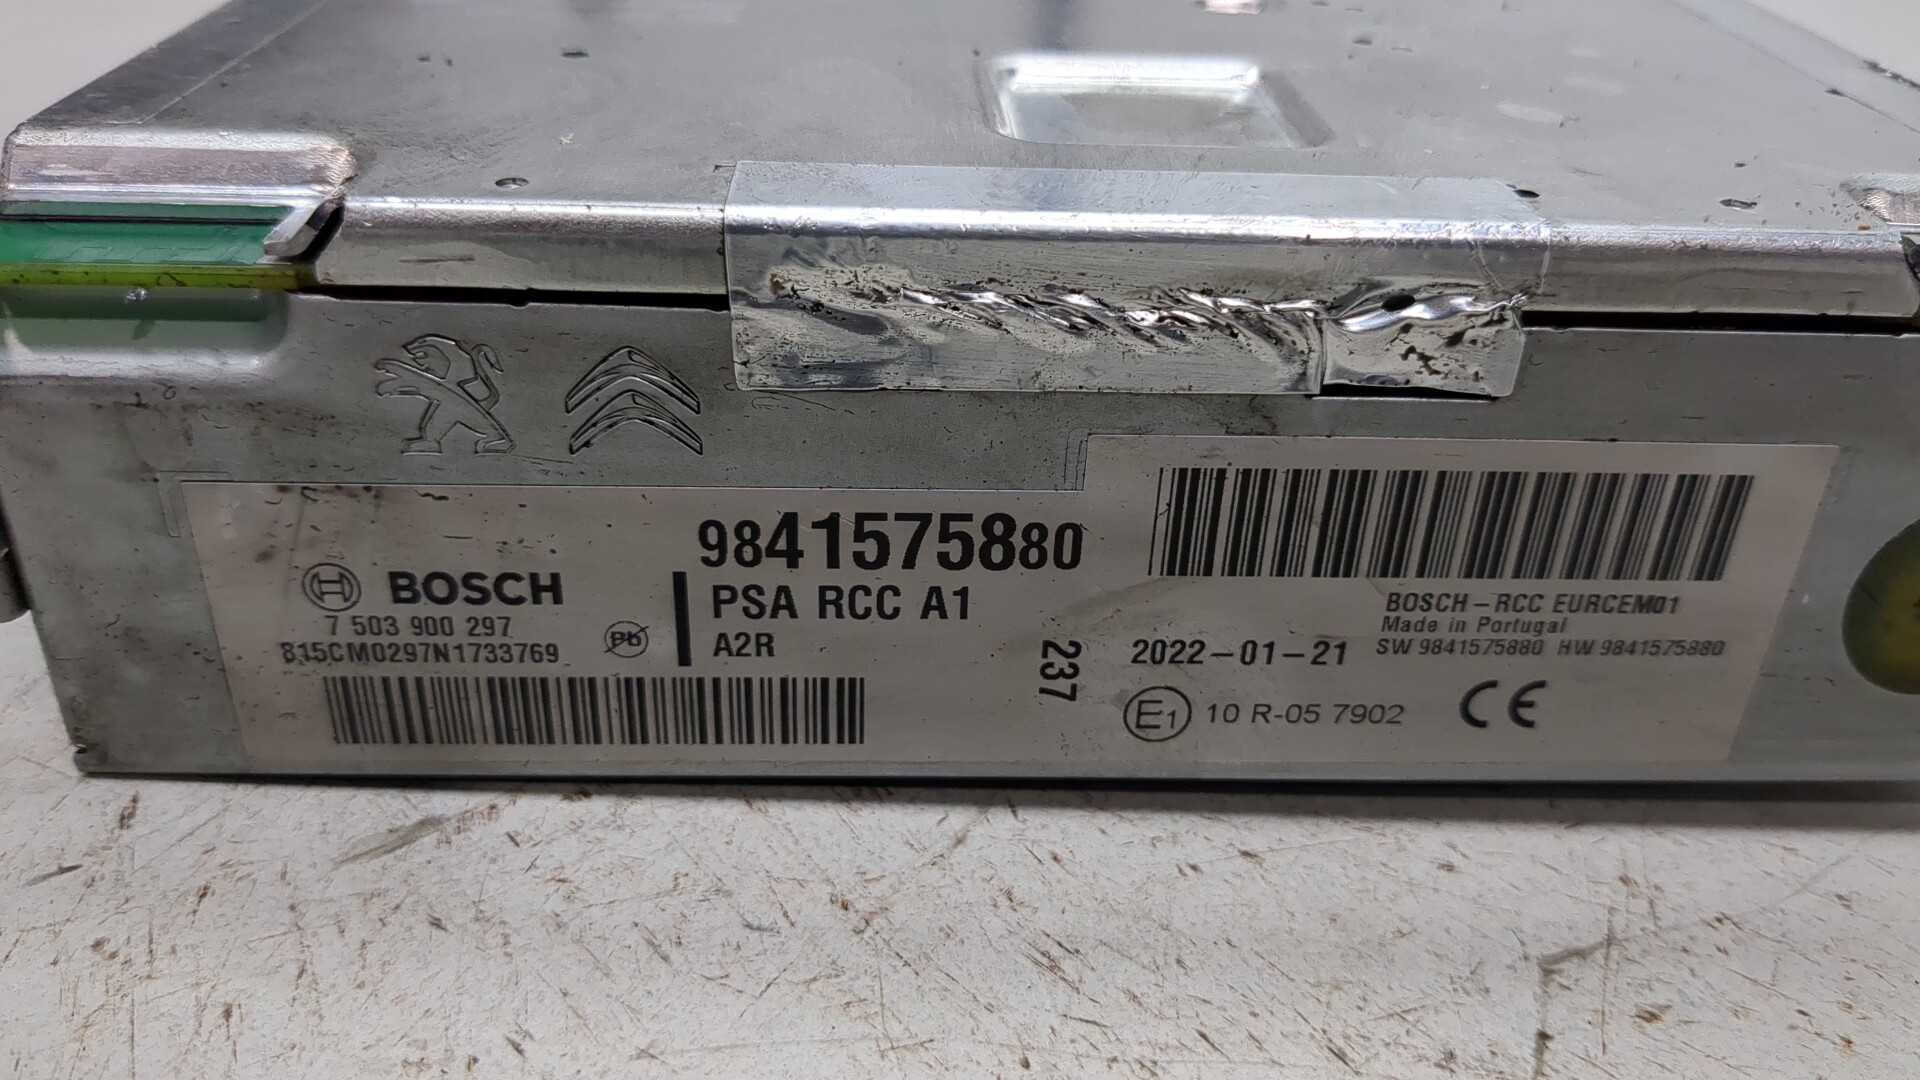 9841575880
BOSCH
PSA RCC A1
7 503 900 297
Pb
A2R
815CM0297N1733769
237
BOSCH-RCC EURCEM01
Made in Portugal
2022-01-21
SW 9841575880 HW 9841575880
E1 10 R-05 7902 CE